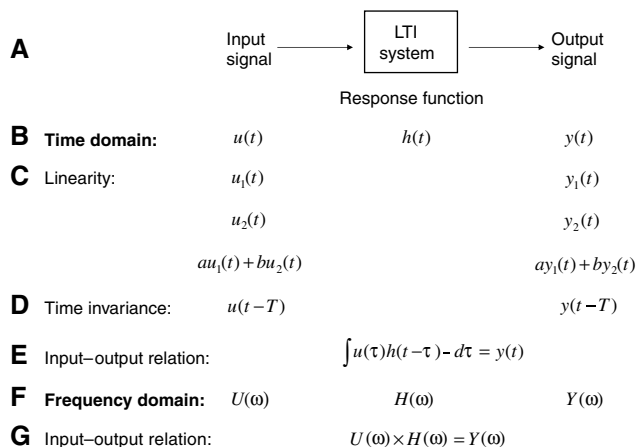 A Input signal LTI system Output signal
Response function
B Time domain: u(t) h(t) y(t)
C Linearity: u₁(t) y₁(t)
u₂(t) y₂(t)
au₁(t) + bu₂(t) ay₁(t) + by₂(t)
D Time invariance: u(t − T) y(t − T)
E Input–output relation: ∫u(τ)h(t − τ) − dτ = y(t)
F Frequency domain: U(ω) H(ω) Y(ω)
G Input–output relation: U(ω) × H(ω) = Y(ω)